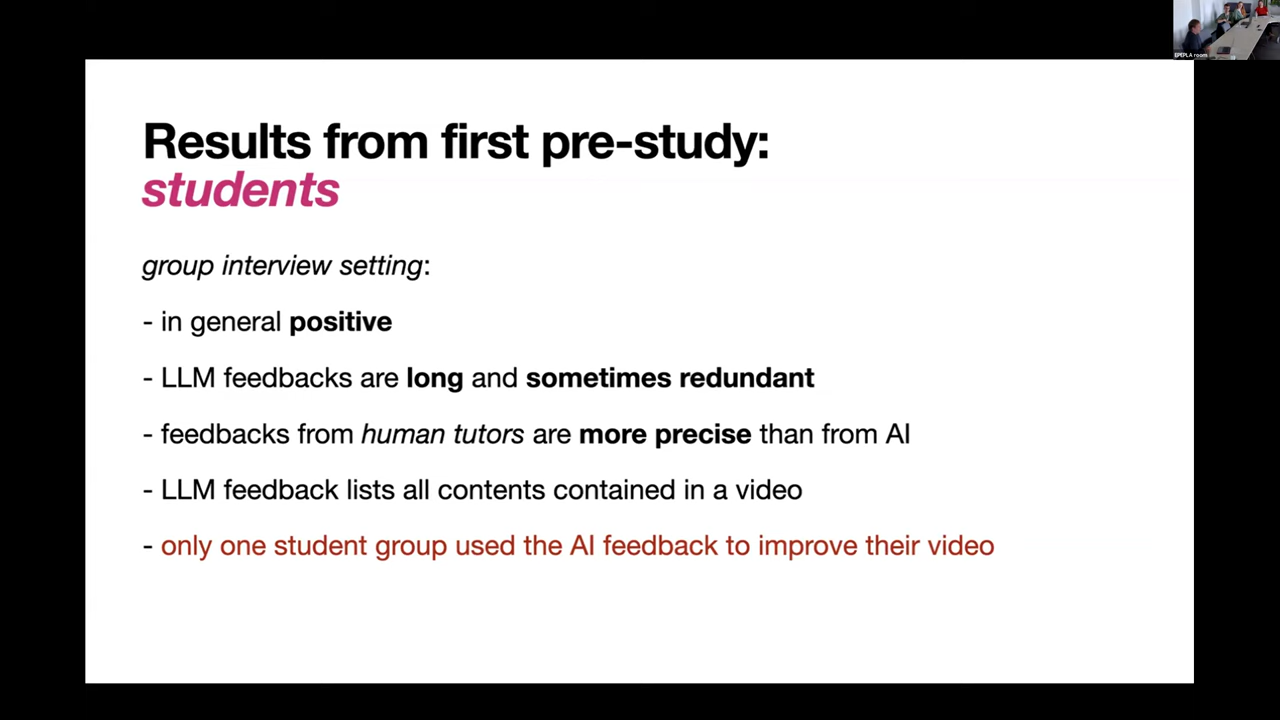 EPEPLA room
Results from first pre-study:
students
group interview setting:
- in general positive
- LLM feedbacks are long and sometimes redundant
- feedbacks from human tutors are more precise than from AI
- LLM feedback lists all contents contained in a video
- only one student group used the AI feedback to improve their video